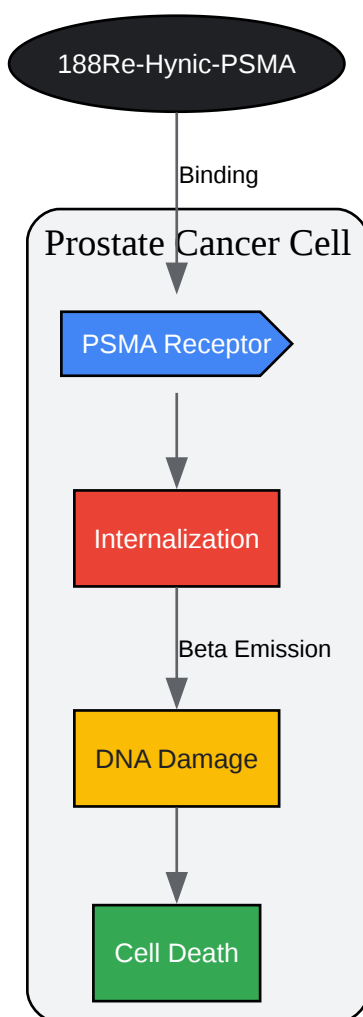 188Re-Hynic-PSMA
Binding
Prostate Cancer Cell
PSMA Receptor
Internalization
Beta Emission
DNA Damage
Cell Death